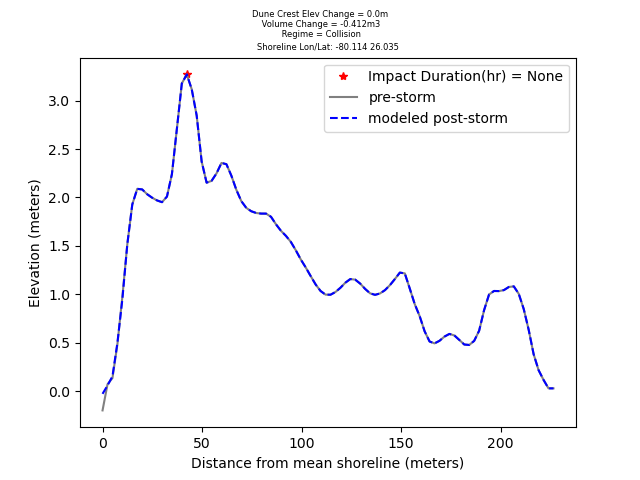 Dune Crest Elev Change = 0.0m
Volume Change = -0.412m3
Regime = Collision
Shoreline Lon/Lat: -80.114 26.035
Impact Duration(hr) = None
pre-storm
modeled post-storm
Elevation (meters)
3.0
2.5
2.0
1.5
1.0
0.5
0.0
0 50 100 150 200
Distance from mean shoreline (meters)